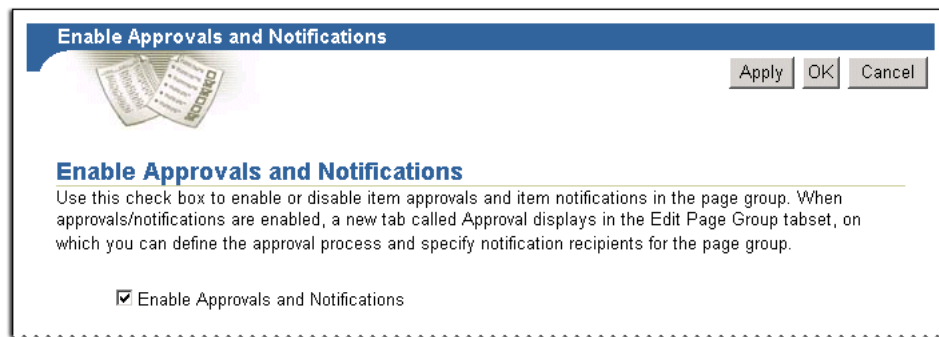 Enable Approvals and Notifications
Apply OK Cancel
Enable Approvals and Notifications
Use this check box to enable or disable item approvals and item notifications in the page group. When
approvals/notifications are enabled, a new tab called Approval displays in the Edit Page Group tabset, on
which you can define the approval process and specify notification recipients for the page group.
Enable Approvals and Notifications